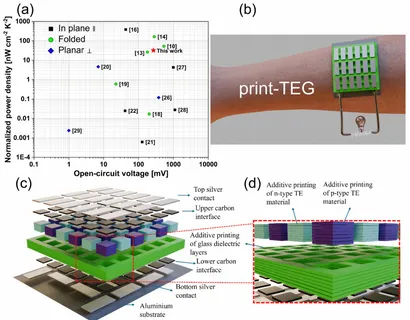 (a)
Normalized power density [nW cm-2 K-2]
1000
100
10
1
0.1
0.01
0.001
1E-4
In plane ∥
Folded
Planar ⊥
[16]
[14]
[10]
[13]
This work
[20]
[27]
[19]
[26]
[22]
[18]
[28]
[29]
[21]
0.1
1
10
100
1000
10000
Open-circuit voltage [mV]
(b)
print-TEG
(c)
Top silver
contact
Upper carbon
interface
Additive printing
of glass dielectric
layers
Lower carbon
interface
Bottom silver
contact
Aluminium
substrate
(d)
Additive printing
of n-type TE
material
Additive printing
of p-type TE
material